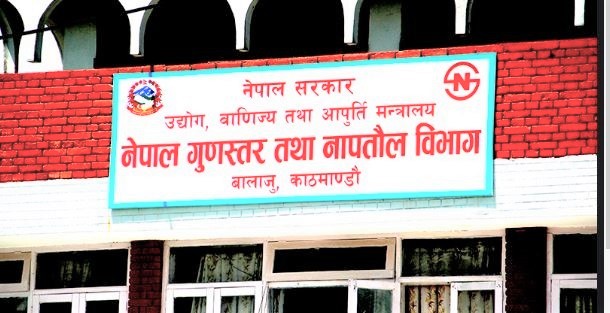 नेपाल सरकार
उद्योग, वाणिज्य तथा आपुर्ति मन्त्रालय
नेपाल गुणस्तर तथा नापतौल विभाग
बालाजु, काठमाण्डौ